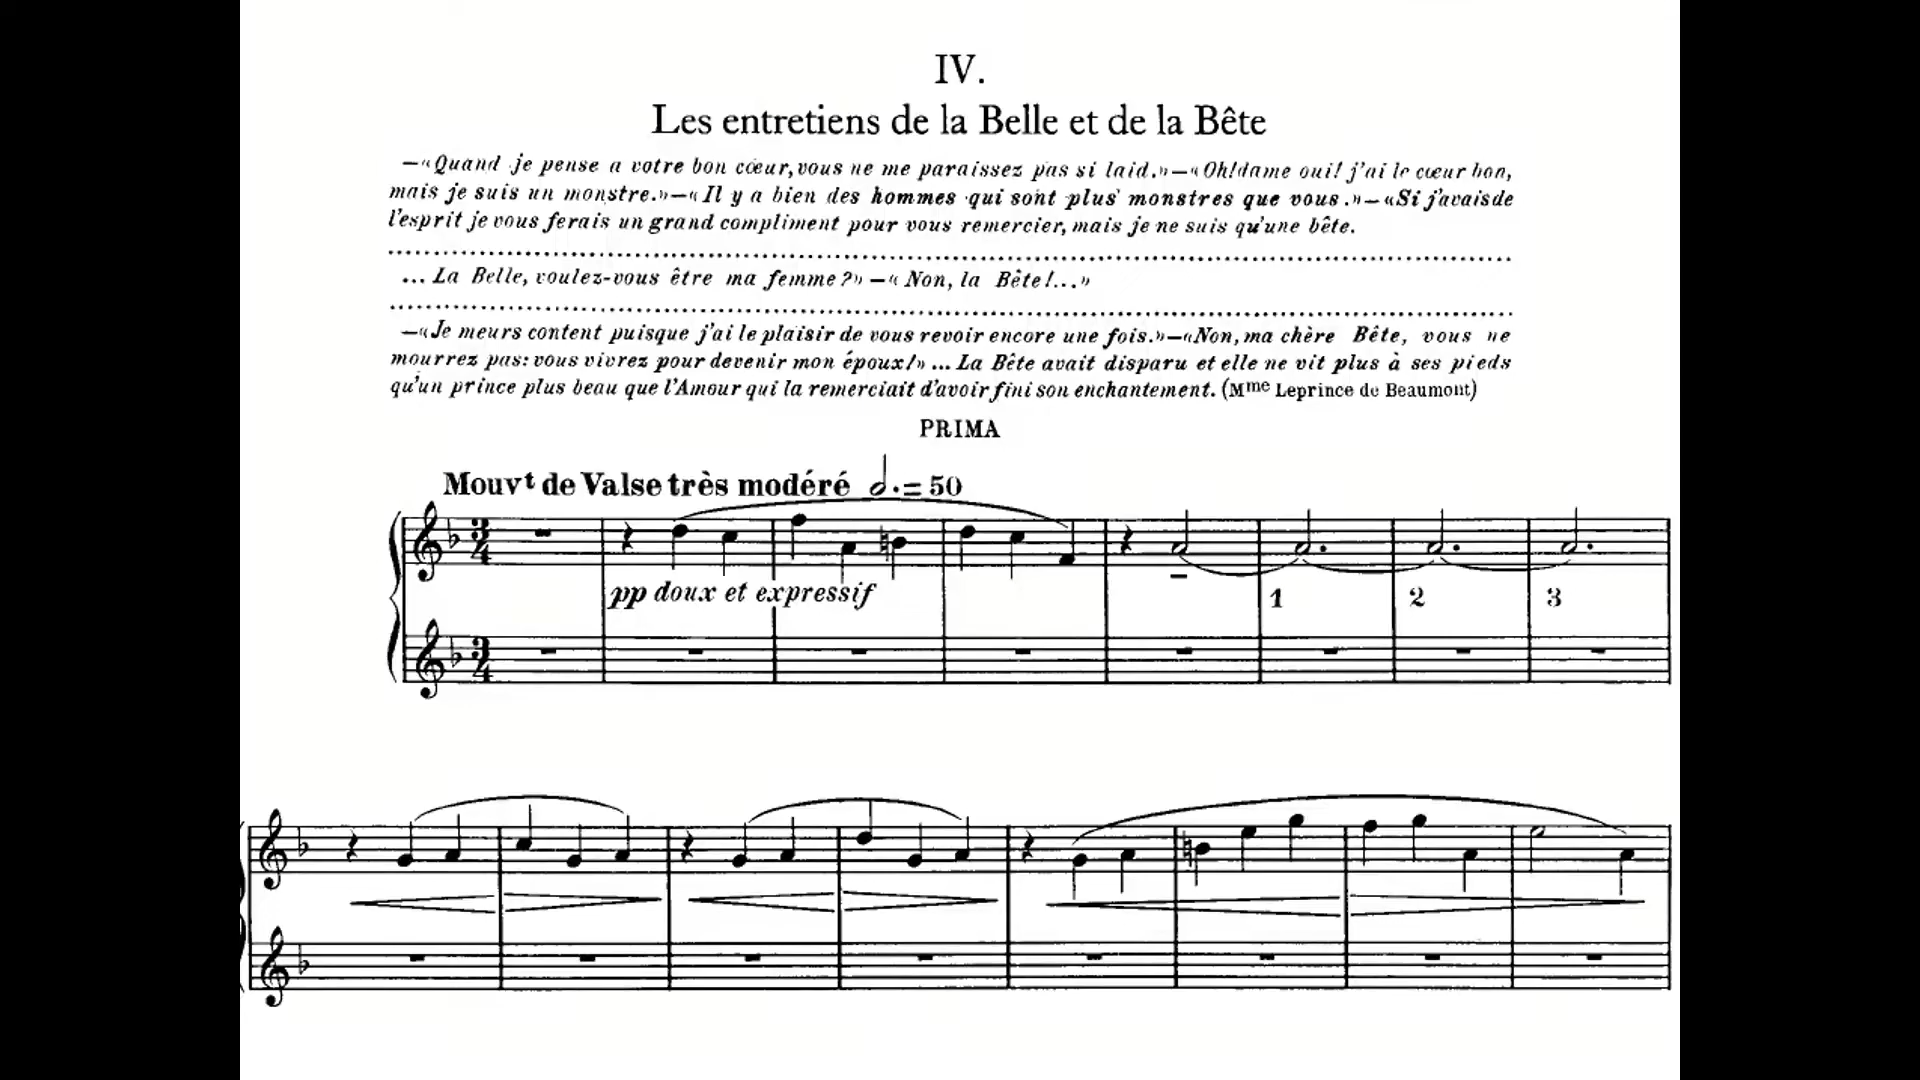 IV.
Les entretiens de la Belle et de la Bête
—«Quand je pense a votre bon cœur, vous ne me paraissez pas si laid.»—«Oh! dame oui! j'ai le cœur bon,
mais je suis un monstre.»—«Il y a bien des hommes qui sont plus monstres que vous.»—«Si j'avais de
l'esprit je vous ferais un grand compliment pour vous remercier, mais je ne suis qu'une bête.
... La Belle, voulez-vous être ma femme?»—«Non, la Bête!...»
—«Je meurs content puisque j'ai le plaisir de vous revoir encore une fois.»—«Non, ma chère Bête, vous ne
mourrez pas: vous vivrez pour devenir mon époux!»... La Bête avait disparu et elle ne vit plus à ses pieds
qu'un prince plus beau que l'Amour qui la remerciait d'avoir fini son enchantement. (Mme Leprince de Beaumont)
PRIMA
Mouvt de Valse très modéré 𝅗𝅥. = 50
3/4
pp doux et expressif
1 2 3
3/4